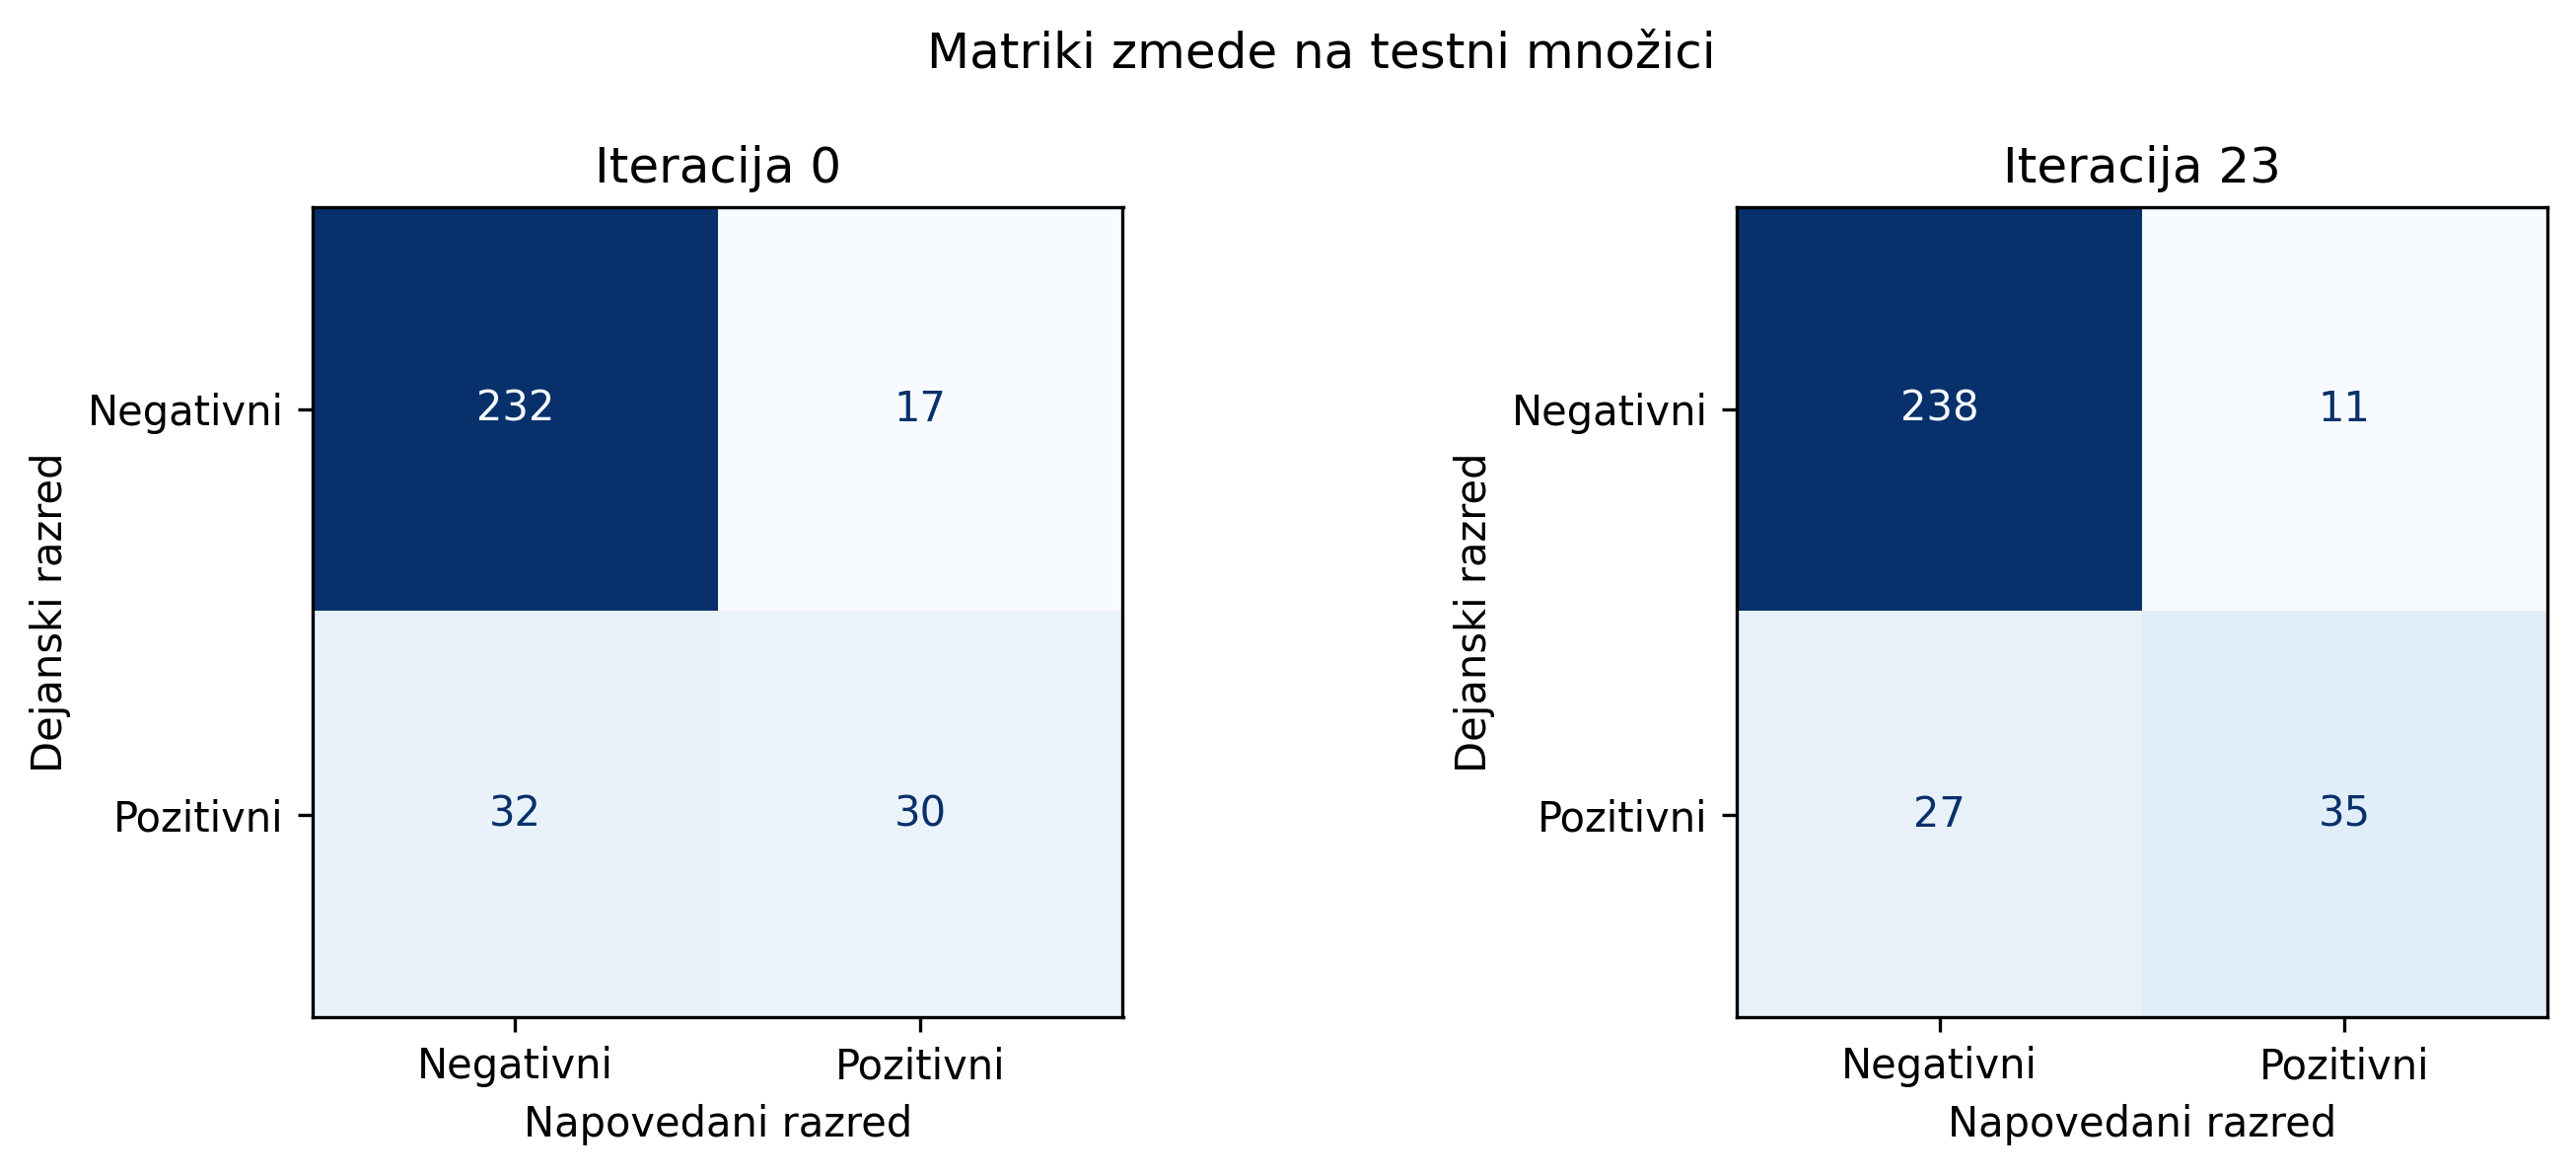 Matriki zmede na testni množici
Iteracija 0
Dejanski razred
Negativni
232
17
Pozitivni
32
30
Negativni
Pozitivni
Napovedani razred
Iteracija 23
Dejanski razred
Negativni
238
11
Pozitivni
27
35
Negativni
Pozitivni
Napovedani razred